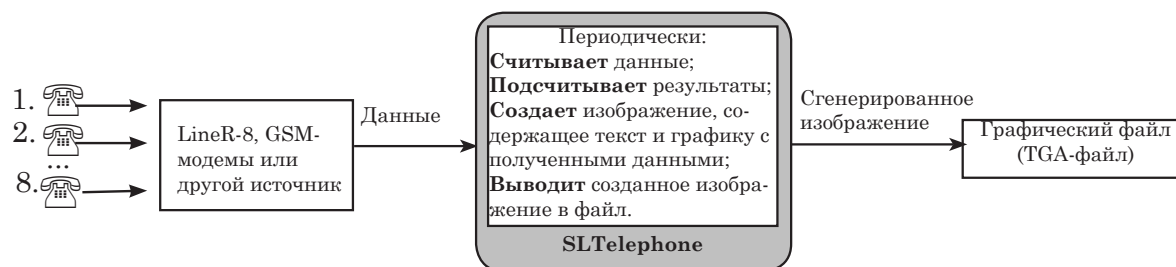 1.
2.
...
8.
LineR-8, GSM-
модемы или
другой источник
Данные
Периодически:
Считывает данные;
Подсчитывает результаты;
Создает изображение, со-
держащее текст и графику с
полученными данными;
Выводит созданное изобра-
жение в файл.
SLTelephone
Сгенерированное
изображение
Графический файл
(TGA-файл)